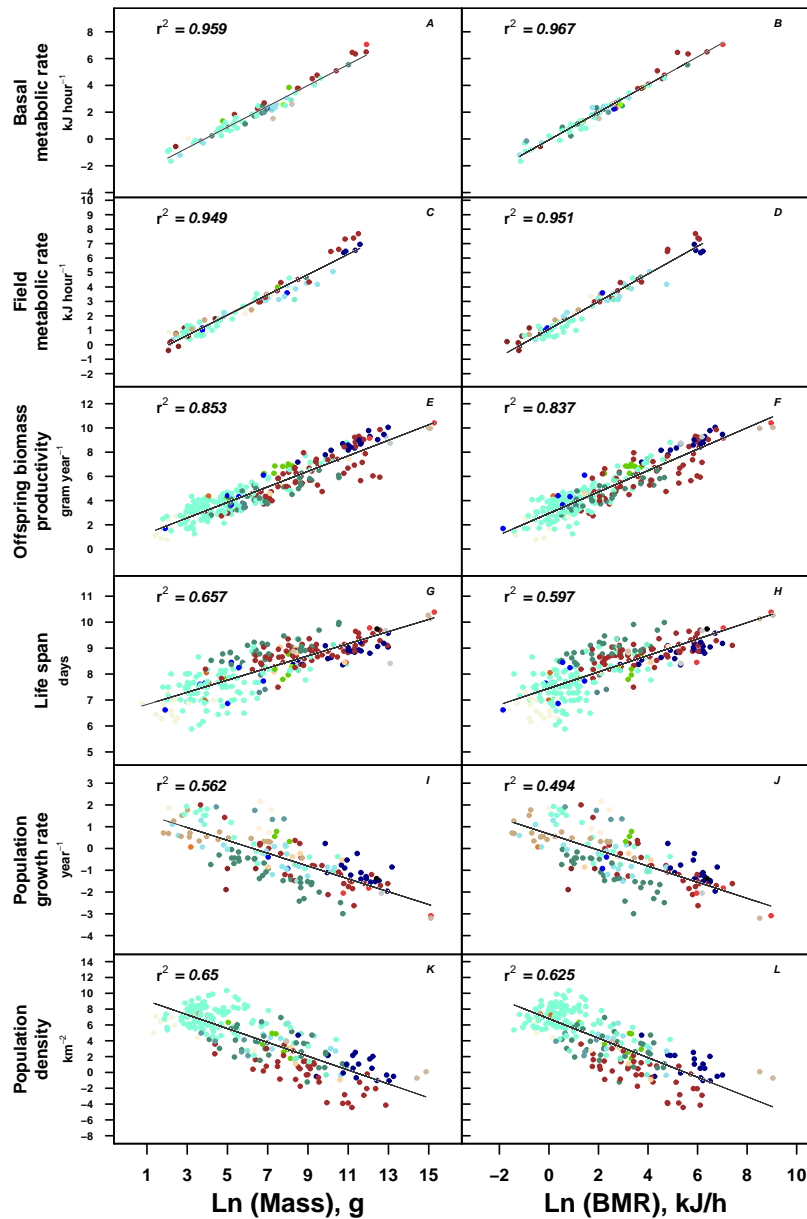 Basal
metabolic rate
kJ hour⁻¹
8
6
4
2
0
−2
−4
r² = 0.959
A
r² = 0.967
B
Field
metabolic rate
kJ hour⁻¹
10
9
8
7
6
5
4
3
2
1
0
−1
−2
r² = 0.949
C
r² = 0.951
D
Offspring biomass
productivity
gram year⁻¹
12
10
8
6
4
2
0
r² = 0.853
E
r² = 0.837
F
Life span
days
11
10
9
8
7
6
5
r² = 0.657
G
r² = 0.597
H
Population
growth rate
year⁻¹
3
2
1
0
−1
−2
−3
−4
r² = 0.562
I
r² = 0.494
J
Population
density
km⁻²
14
12
10
8
6
4
2
0
−2
−4
−6
−8
r² = 0.65
K
r² = 0.625
L
1 3 5 7 9 11 13 15
−2 0 2 4 6 8 10
Ln (Mass), g
Ln (BMR), kJ/h